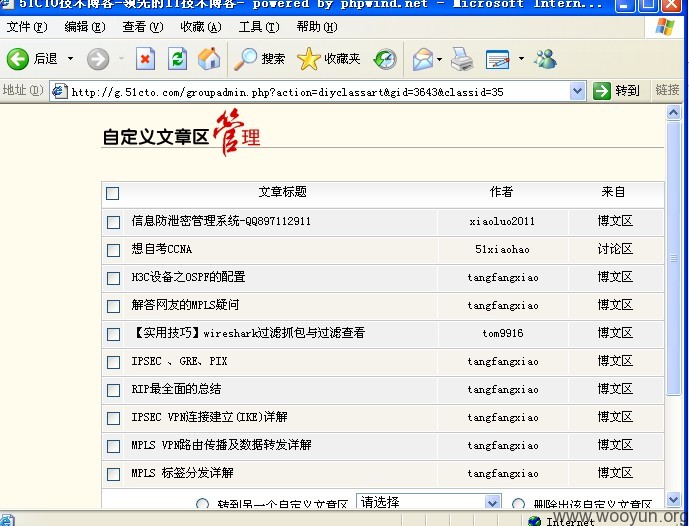 51CTO技术博客-领先的IT技术博客- powered by phpwind.net - Microsoft Intern...
文件(F) 编辑(E) 查看(V) 收藏(A) 工具(T) 帮助(H)
后退 搜索 收藏夹
地址(D) http://g.51cto.com/groupadmin.php?action=diyclassart&gid=3643&classid=35 转到 链接
自定义文章区管理
文章标题 作者 来自
信息防泄密管理系统-QQ897112911 xiaoluo2011 博文区
想自考CCNA 51xiaohao 讨论区
H3C设备之OSPF的配置 tangfangxiao 博文区
解答网友的MPLS疑问 tangfangxiao 博文区
【实用技巧】wireshark过滤抓包与过滤查看 tom9916 博文区
IPSEC 、GRE、PIX tangfangxiao 博文区
RIP最全面的总结 tangfangxiao 博文区
IPSEC VPN连接建立(IKE)详解 tangfangxiao 博文区
MPLS VPN路由传播及数据转发详解 tangfangxiao 博文区
MPLS 标签分发详解 tangfangxiao 博文区
转到另一个自定义文章区 请选择 删除出该自定义文章区
Internet
www.wooyun.org